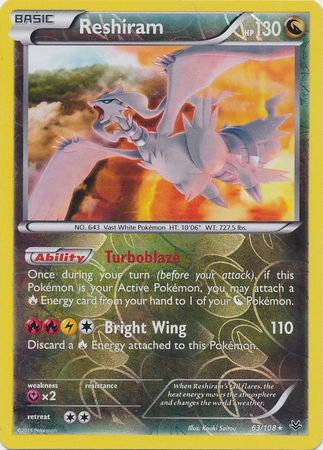 BASIC
Reshiram
HP130
NO. 643 Vast White Pokémon HT: 10'06" WT: 727.5 lbs.
Ability Turboblaze
Once during your turn (before your attack), if this
Pokémon is your Active Pokémon, you may attach a
Energy card from your hand to 1 of your Pokémon.
Bright Wing 110
Discard a Energy attached to this Pokémon.
weakness resistance
×2
retreat
When Reshiram's tail flares, the
heat energy moves the atmosphere
and changes the world's weather.
©2015 Pokémon
Illus. Kouki Saitou
63/108 ★